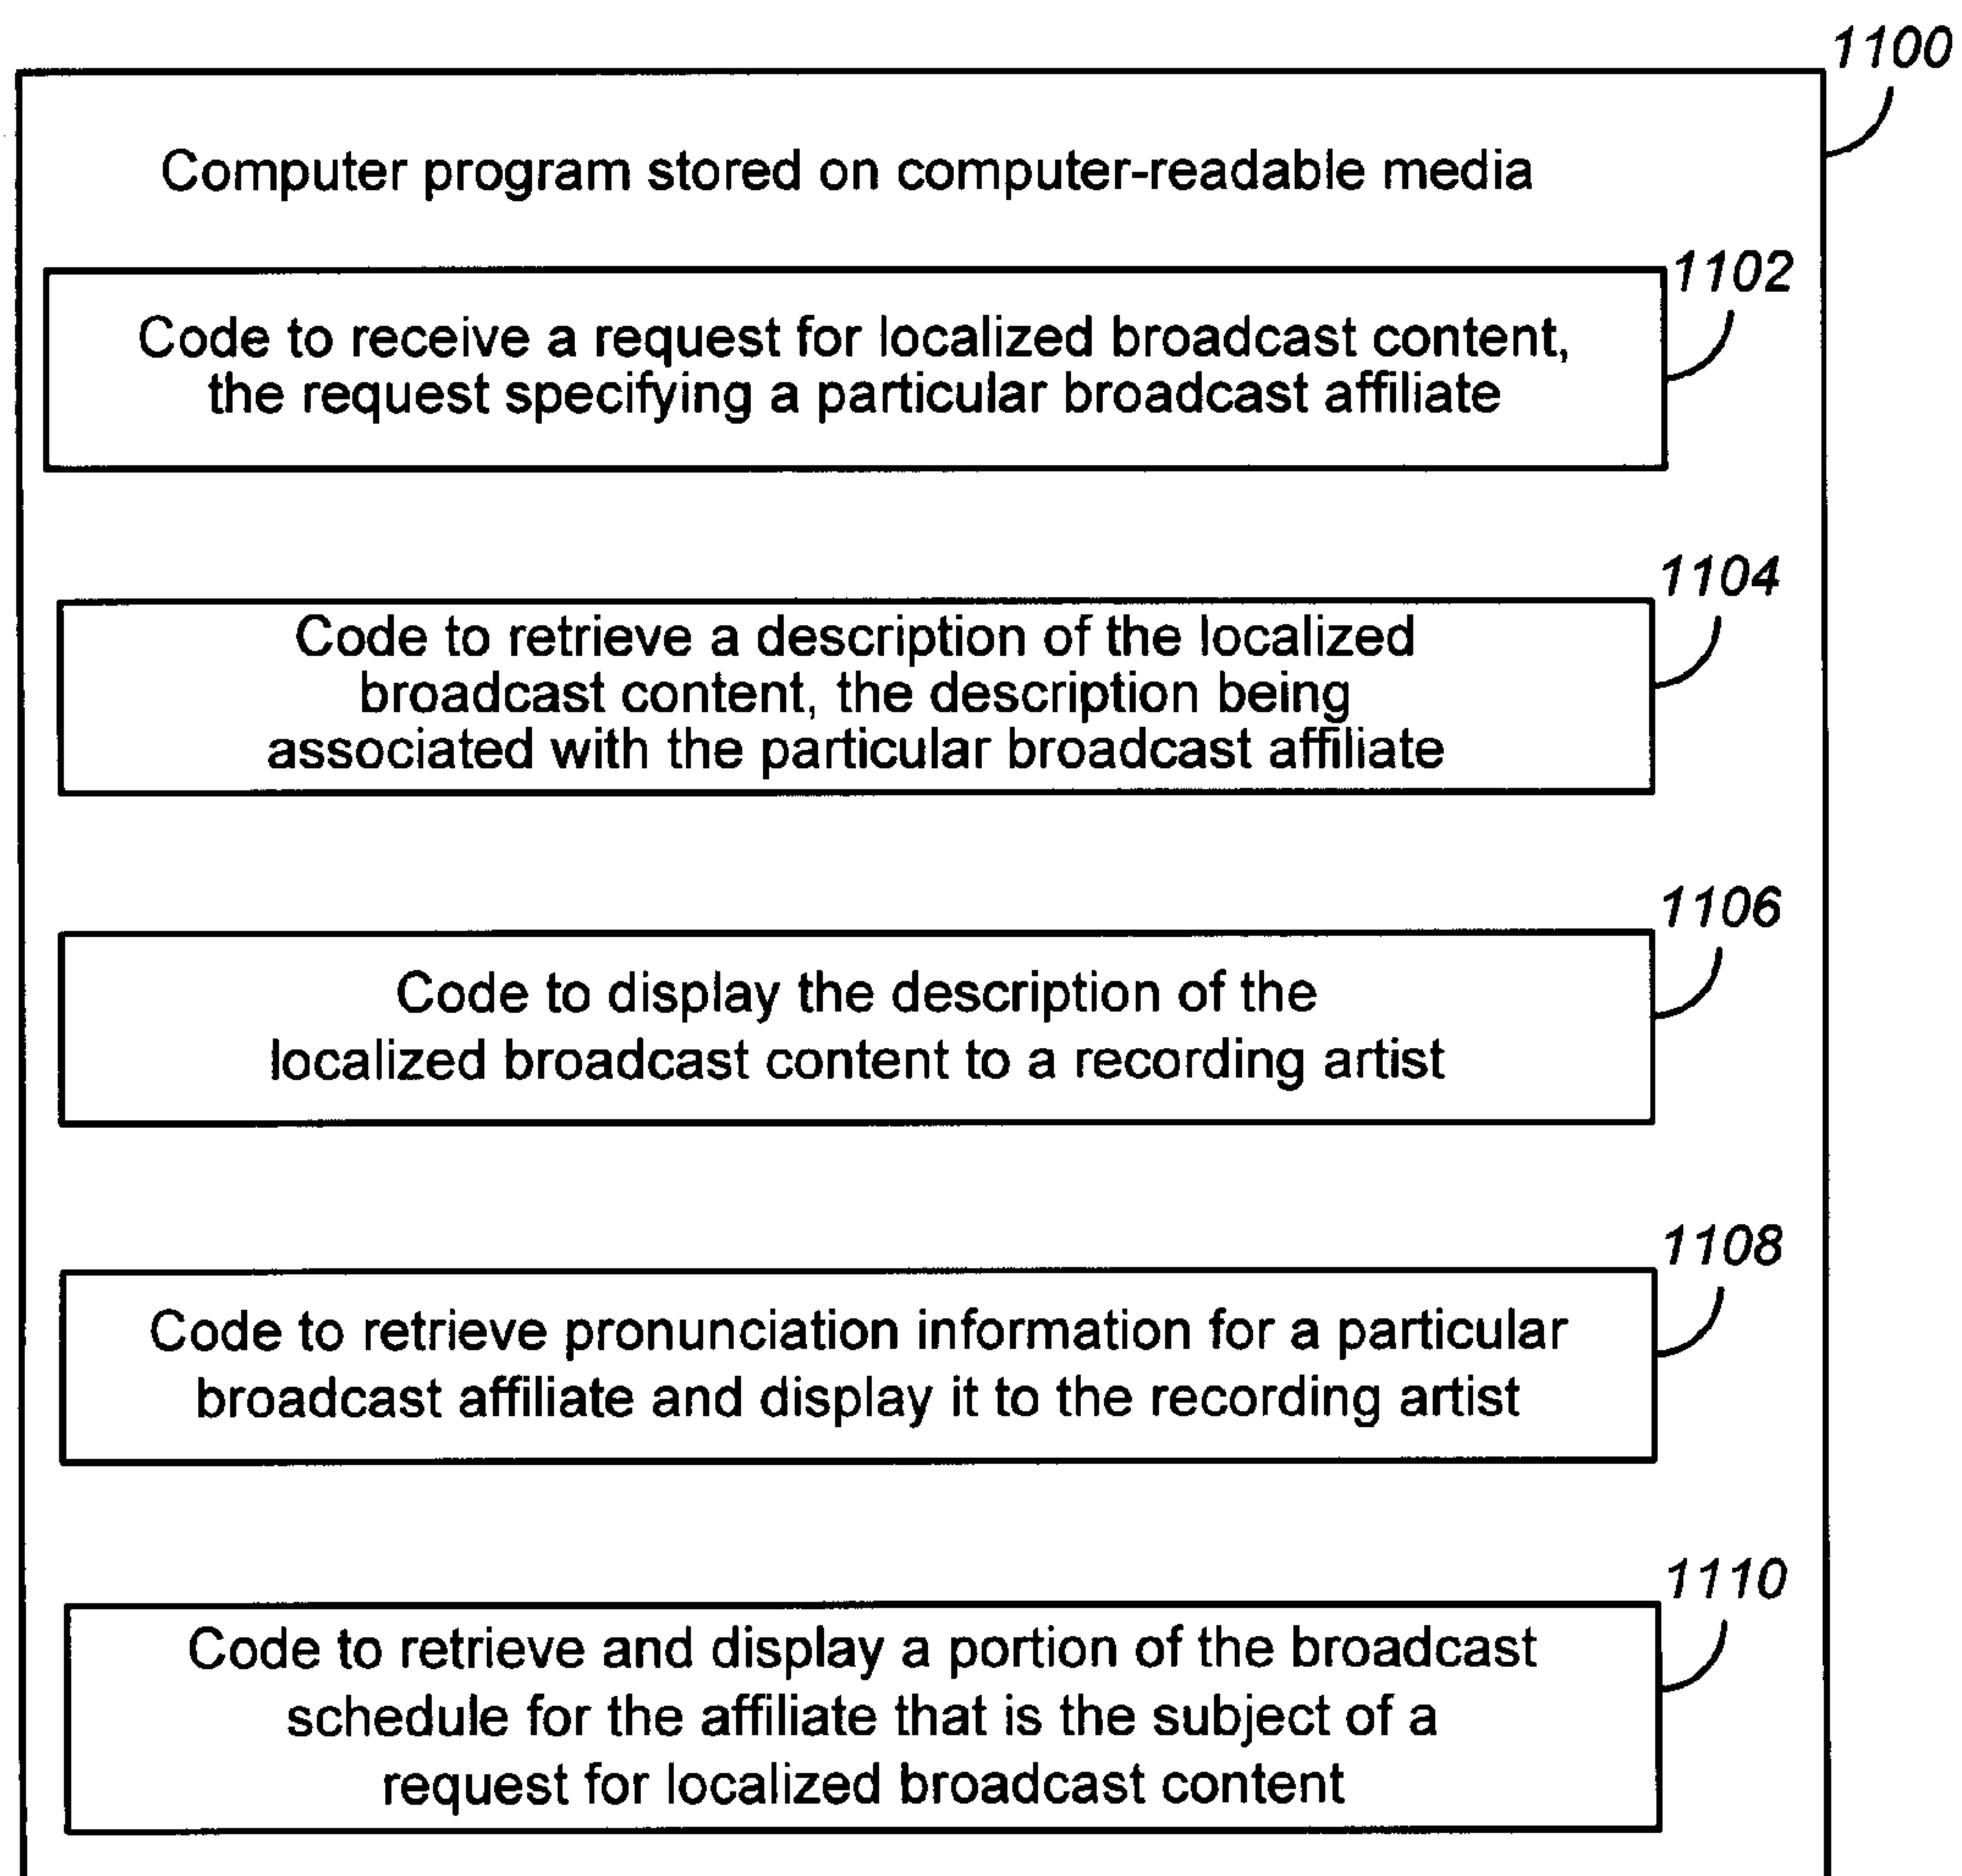 1100
Computer program stored on computer-readable media
1102
Code to receive a request for localized broadcast content,
the request specifying a particular broadcast affiliate
1104
Code to retrieve a description of the localized
broadcast content, the description being
associated with the particular broadcast affiliate
1106
Code to display the description of the
localized broadcast content to a recording artist
1108
Code to retrieve pronunciation information for a particular
broadcast affiliate and display it to the recording artist
1110
Code to retrieve and display a portion of the broadcast
schedule for the affiliate that is the subject of a
request for localized broadcast content